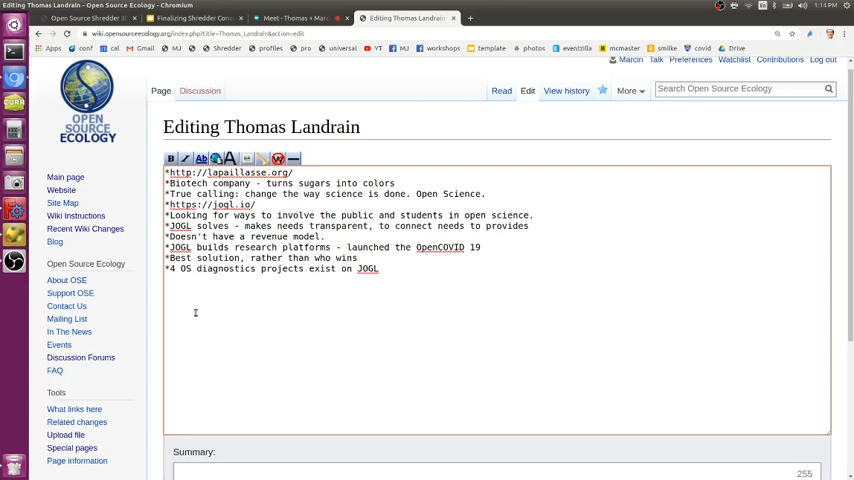 Editing Thomas Landrain - Open Source Ecology - Chromium
En
1:14 PM
Open Source Shredder 3D
Finalizing Shredder Conc
Meet - Thomas + Marc
Editing Thomas Landrain
wiki.opensourceecology.org/index.php?title=Thomas_Landrain&action=edit
Apps conf cal Gmail MJ Shredder profiles pro universal YT MJ workshops template photos eventzilla mcmaster smilke covid Drive
Marcin Talk Preferences Watchlist Contributions Log out
Page Discussion Read Edit View history More Search Open Source Ecology
OPEN SOURCE
ECOLOGY
Editing Thomas Landrain
B Ab A
*http://lapaillasse.org/
*Biotech company - turns sugars into colors
*True calling: change the way science is done. Open Science.
*https://jogl.io/
*Looking for ways to involve the public and students in open science.
*JOGL solves - makes needs transparent, to connect needs to provides
*Doesn't have a revenue model.
*JOGL builds research platforms - launched the OpenCOVID 19
*Best solution, rather than who wins
*4 OS diagnostics projects exist on JOGL
Main page
Website
Site Map
Wiki Instructions
Recent Wiki Changes
Blog
Open Source Ecology
About OSE
Support OSE
Contact Us
Mailing List
In The News
Events
Discussion Forums
FAQ
Tools
What links here
Related changes
Upload file
Special pages
Page information
Summary:
255
CURA